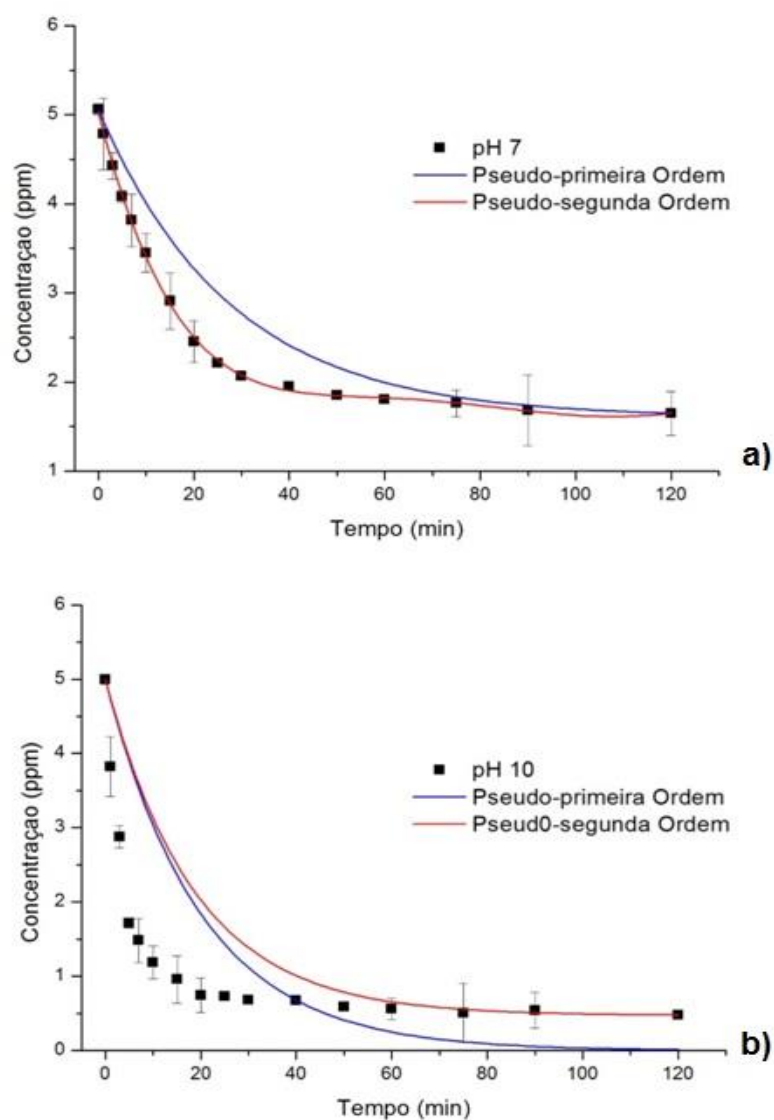 6
5
4
3
2
1
Concentraçao (ppm)
pH 7
Pseudo-primeira Ordem
Pseudo-segunda Ordem
0 20 40 60 80 100 120
Tempo (min)
a)
6
5
4
3
2
1
0
Concentraçao (ppm)
pH 10
Pseudo-primeira Ordem
Pseud0-segunda Ordem
0 20 40 60 80 100 120
Tempo (min)
b)